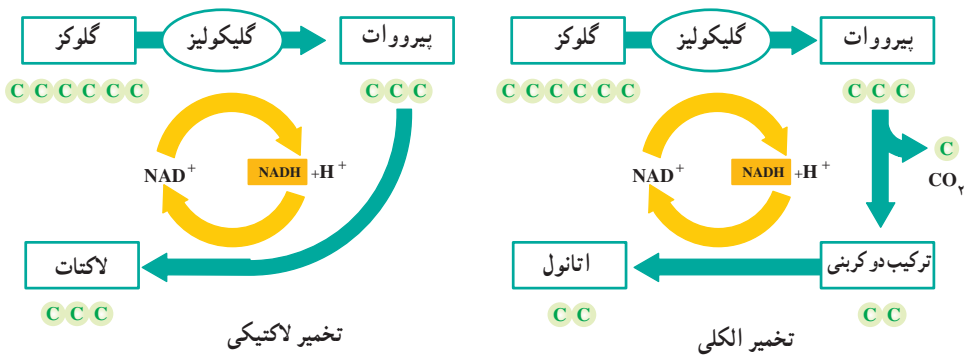 گلوکز
گلیکولیز
پیرووات
C C C C C C
C C C
NAD+
NADH +H+
لاکتات
C C C
تخمیر لاکتیکی
گلوکز
گلیکولیز
پیرووات
C C C C C C
C C C
C
CO۲
NAD+
NADH +H+
اتانول
ترکیب دو کربنی
C C
C C
تخمیر الکلی